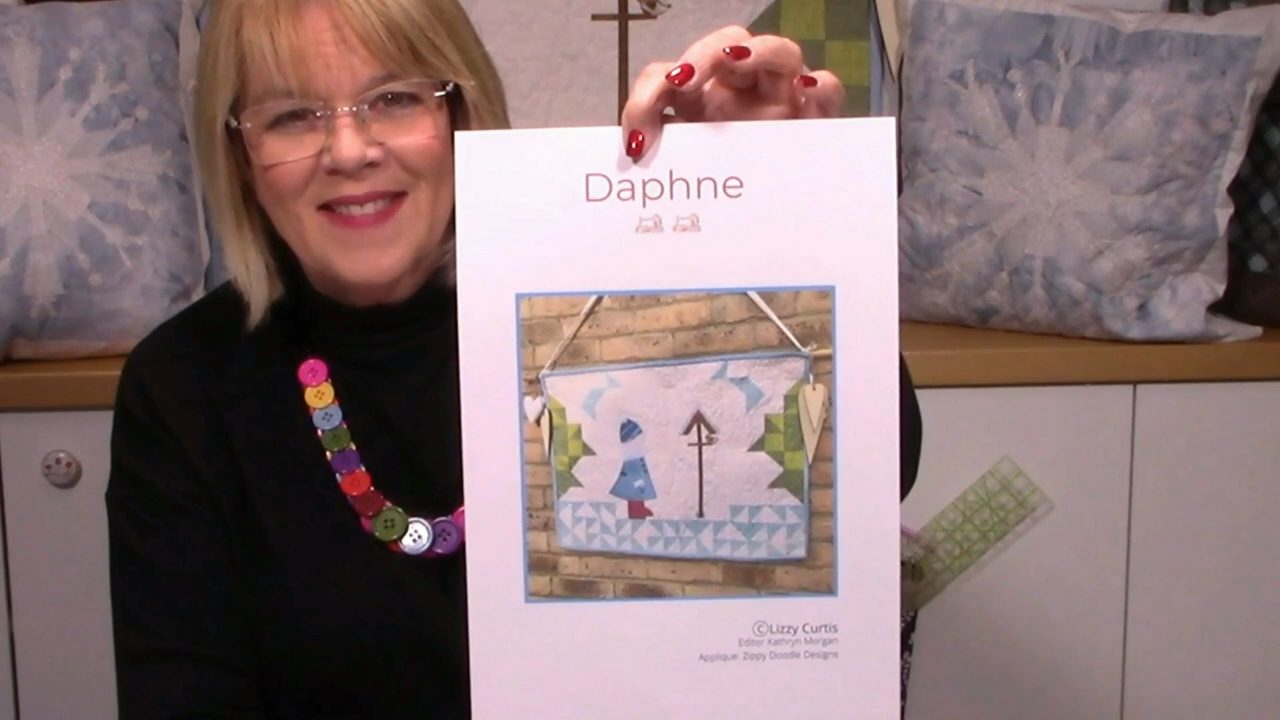 Daphne
©Lizzy Curtis
Editor Kathryn Morgan
Applique: Zippy Doodle Designs